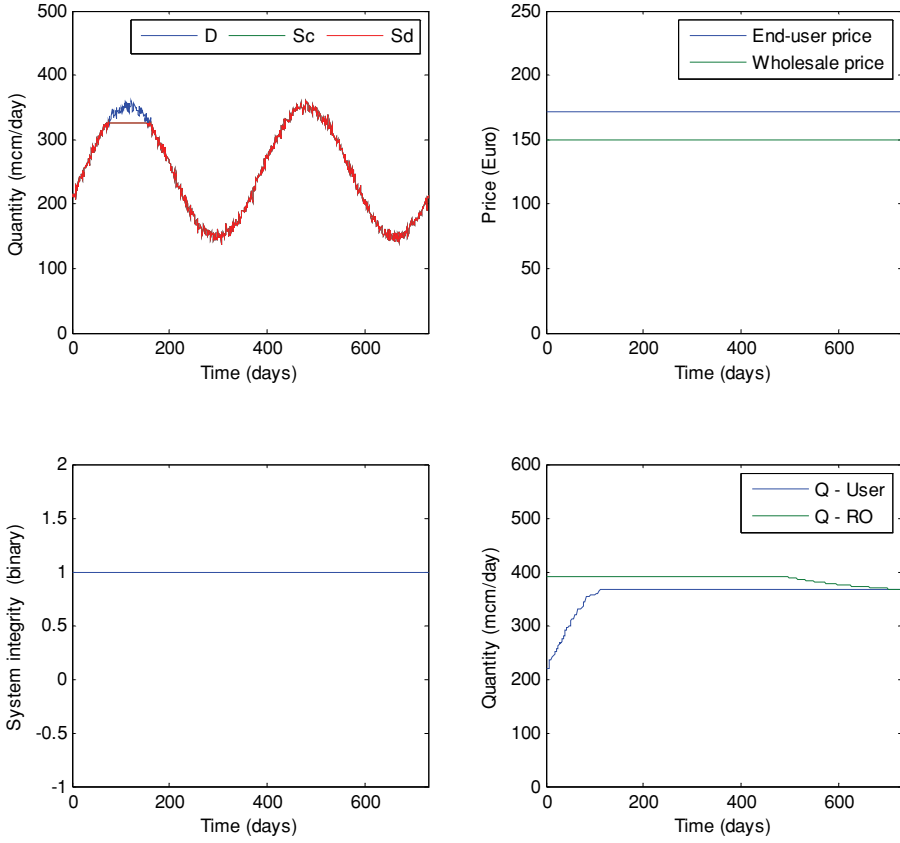 500
400
300
200
100
0
Quantity (mcm/day)
D Sc Sd
0 200 400 600
Time (days)
250
200
150
100
50
0
Price (Euro)
End-user price
Wholesale price
0 200 400 600
Time (days)
2
1.5
1
0.5
0
-0.5
-1
System integrity (binary)
0 200 400 600
Time (days)
600
500
400
300
200
100
0
Quantity (mcm/day)
Q - User
Q - RO
0 200 400 600
Time (days)